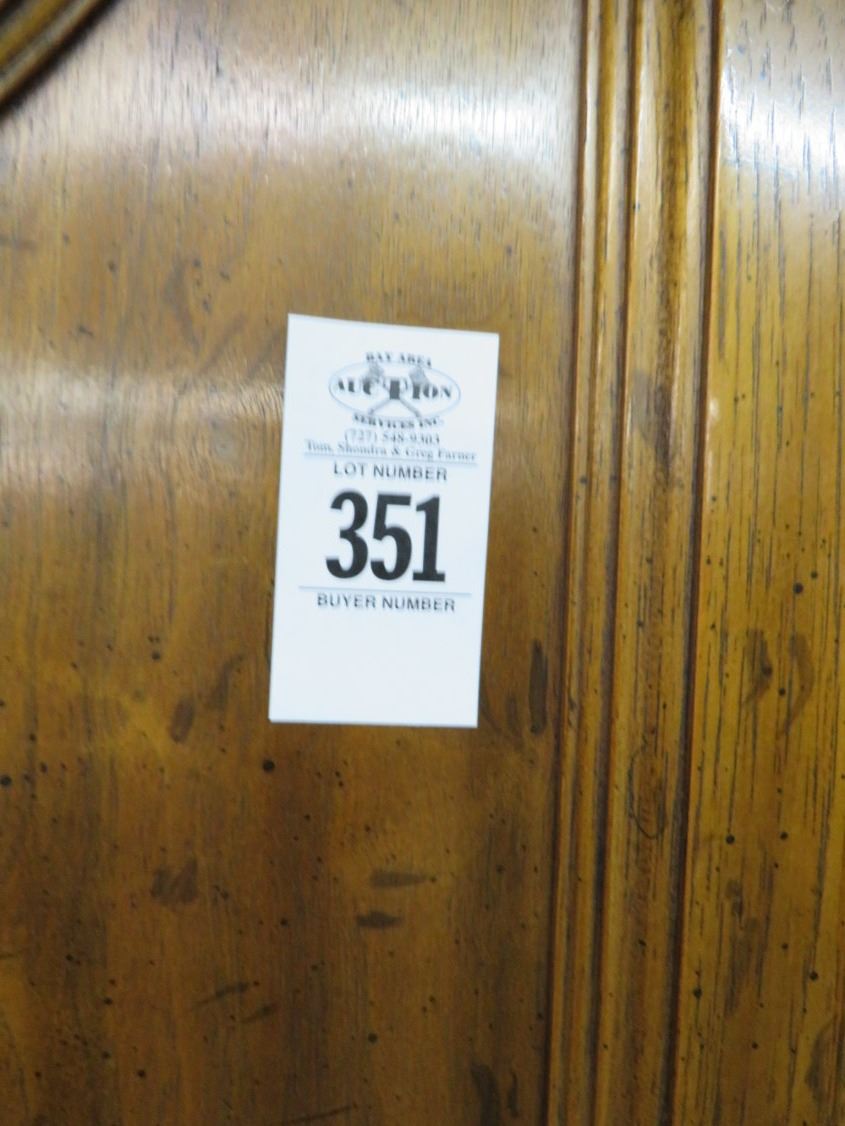 BAY AREA
AUCTION
SERVICES INC
(727) 548-9303
Tom, Shondra & Greg Farner
LOT NUMBER
351
BUYER NUMBER